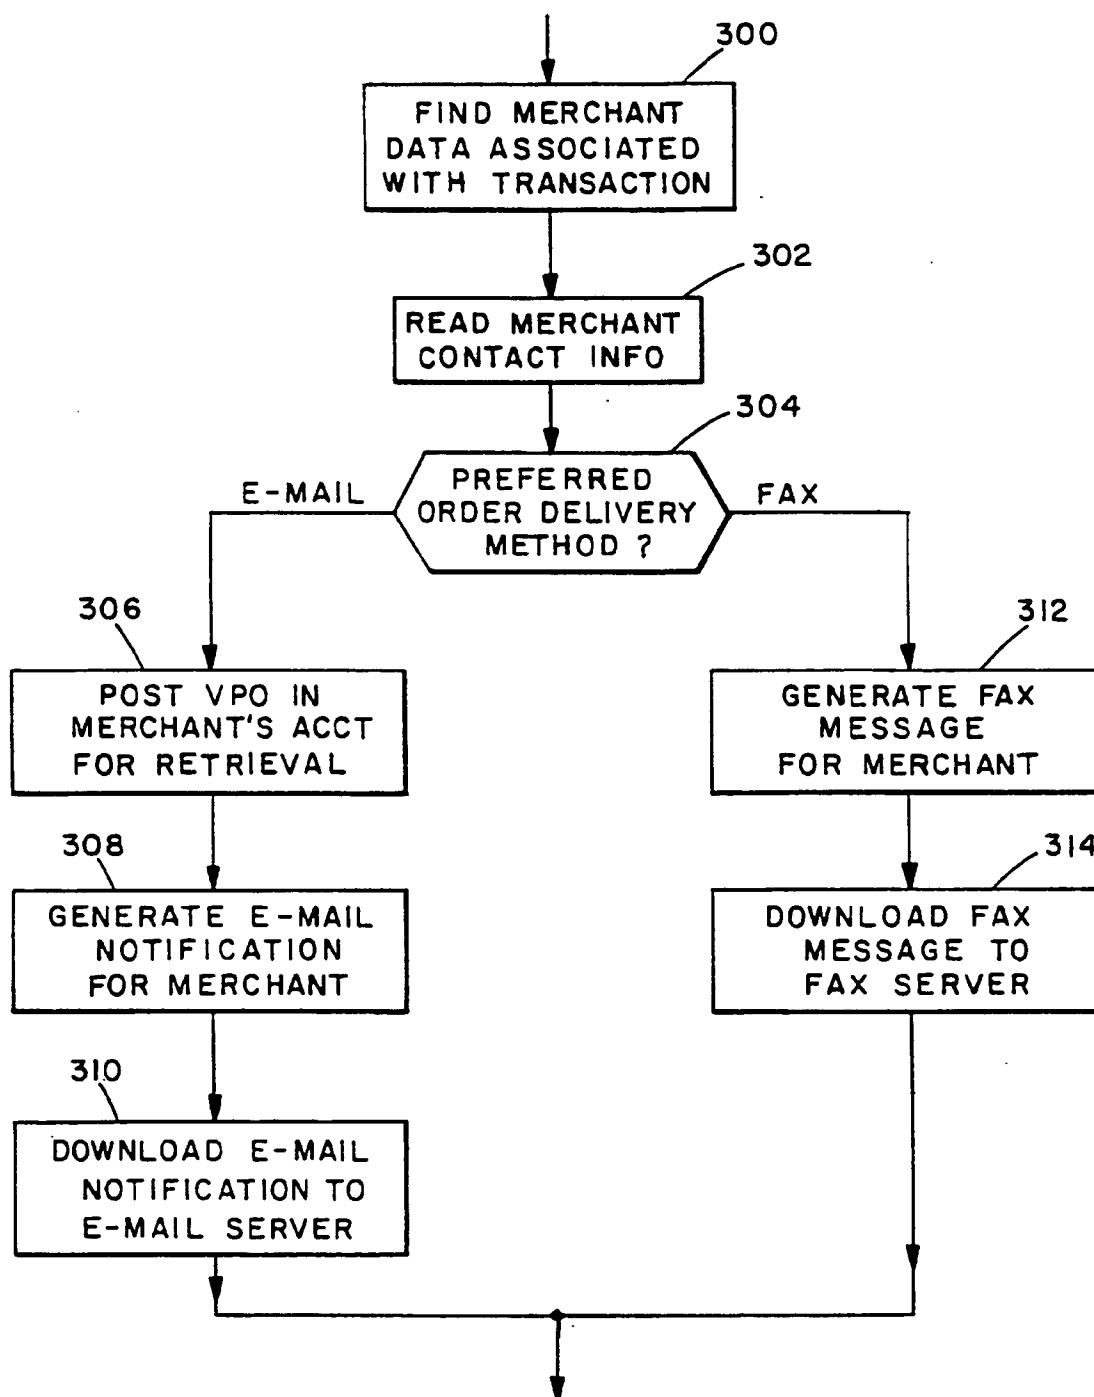 300
FIND MERCHANT
DATA ASSOCIATED
WITH TRANSACTION
302
READ MERCHANT
CONTACT INFO
304
PREFERRED
ORDER DELIVERY
METHOD ?
E-MAIL
FAX
306
POST VPO IN
MERCHANT'S ACCT
FOR RETRIEVAL
308
GENERATE E-MAIL
NOTIFICATION
FOR MERCHANT
310
DOWNLOAD E-MAIL
NOTIFICATION TO
E-MAIL SERVER
312
GENERATE FAX
MESSAGE
FOR MERCHANT
314
DOWNLOAD FAX
MESSAGE TO
FAX SERVER